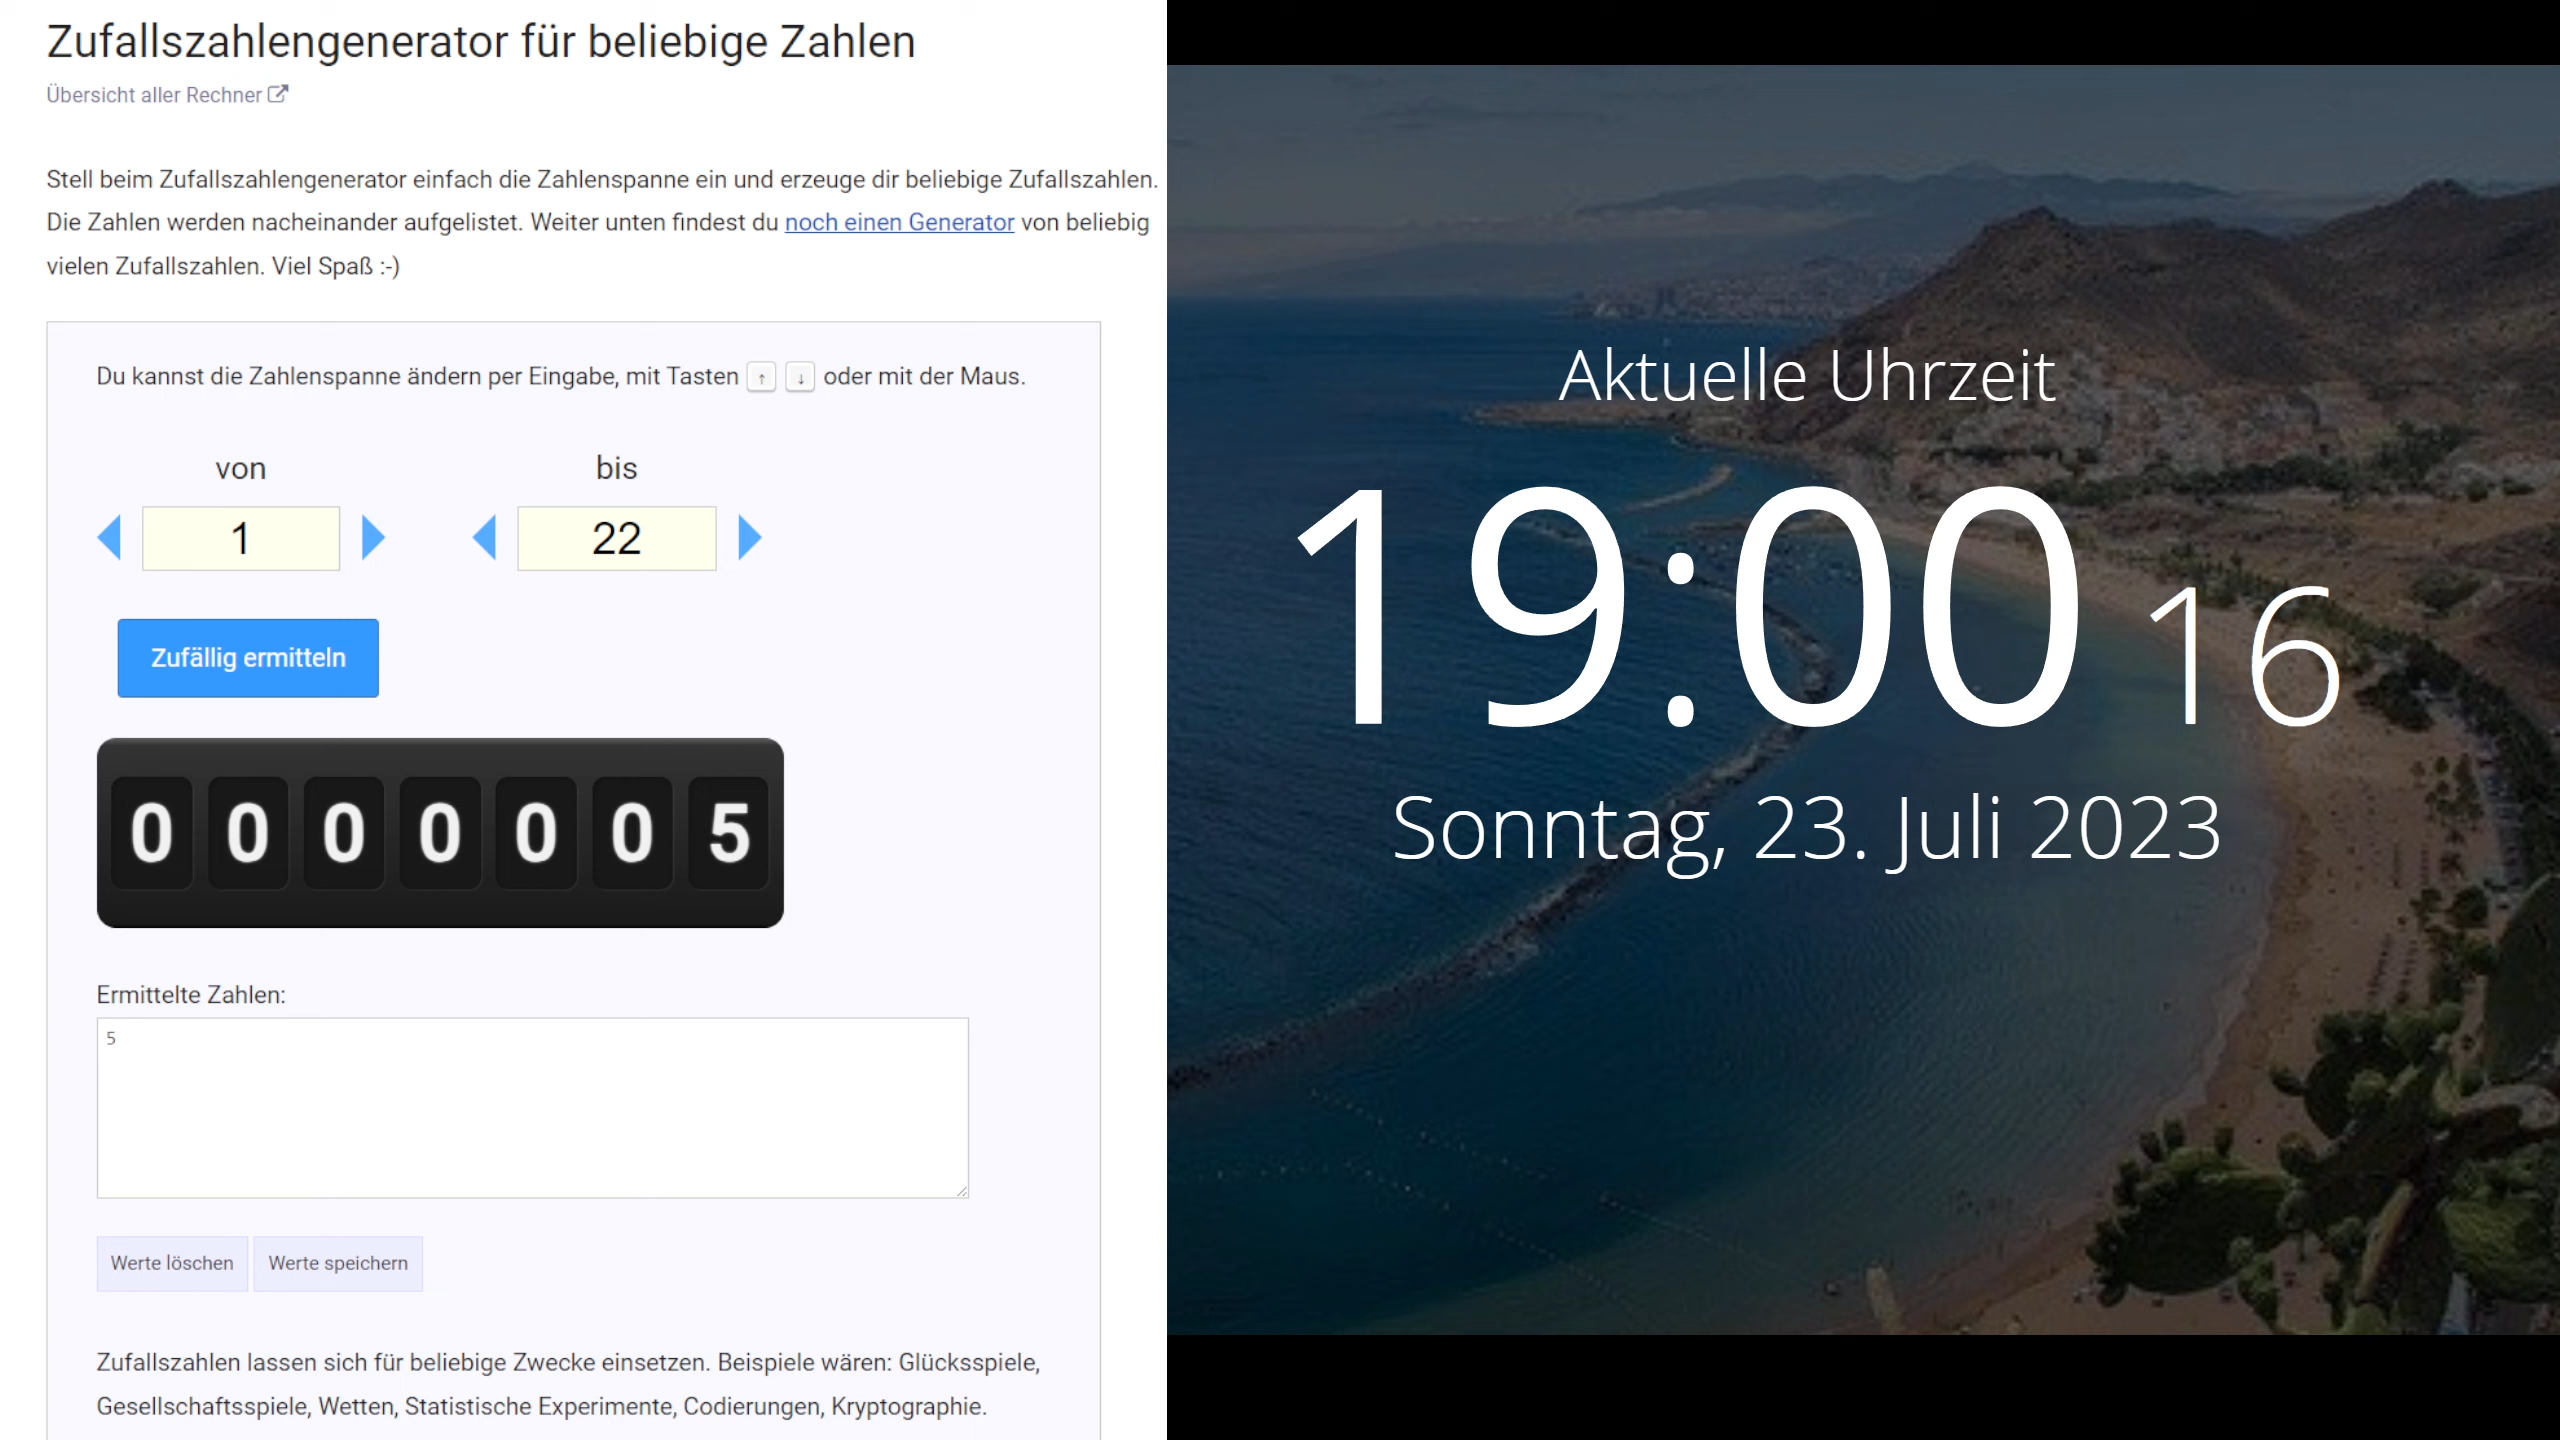 Zufallszahlengenerator für beliebige Zahlen
Übersicht aller Rechner
Stell beim Zufallszahlengenerator einfach die Zahlenspanne ein und erzeuge dir beliebige Zufallszahlen.
Die Zahlen werden nacheinander aufgelistet. Weiter unten findest du noch einen Generator von beliebig
vielen Zufallszahlen. Viel Spaß :-)
Du kannst die Zahlenspanne ändern per Eingabe, mit Tasten ↑ ↓ oder mit der Maus.
von bis
1 22
Zufällig ermitteln
0 0 0 0 0 0 5
Ermittelte Zahlen:
5
Werte löschen Werte speichern
Zufallszahlen lassen sich für beliebige Zwecke einsetzen. Beispiele wären: Glücksspiele,
Gesellschaftsspiele, Wetten, Statistische Experimente, Codierungen, Kryptographie.
Aktuelle Uhrzeit
19:00 16
Sonntag, 23. Juli 2023